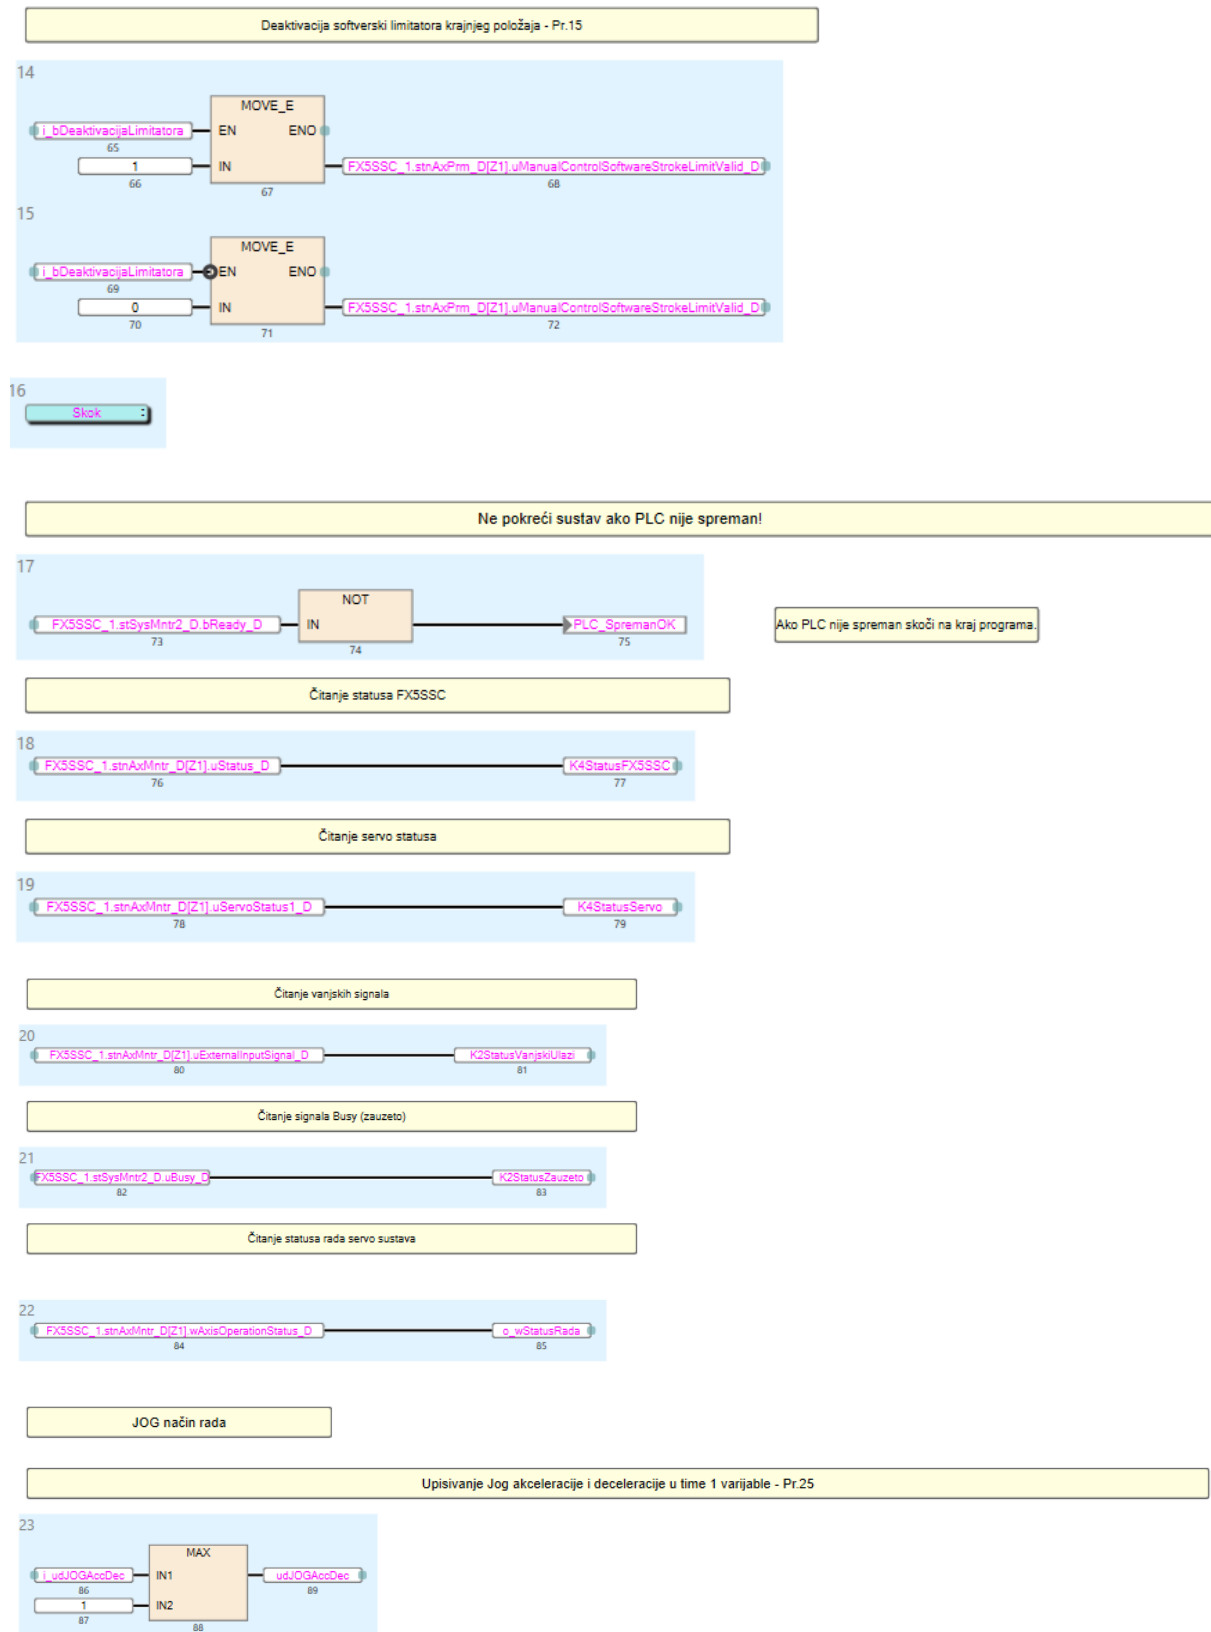 Deaktivacija softverski limitatora krajnjeg položaja - Pr.15
14
MOVE_E
i_bDeaktivacijaLimitatora EN ENO
65
1 IN FX5SSC_1.stnAxPrm_D[Z1].uManualControlSoftwareStrokeLimitValid_D
66 67 68
15
MOVE_E
i_bDeaktivacijaLimitatora EN ENO
69
0 IN FX5SSC_1.stnAxPrm_D[Z1].uManualControlSoftwareStrokeLimitValid_D
70 71 72
16
Skok :
Ne pokreći sustav ako PLC nije spreman!
17
NOT
FX5SSC_1.stSysMntr2_D.bReady_D IN PLC_SpremanOK
73 74 75
Ako PLC nije spreman skoči na kraj programa.
Čitanje statusa FX5SSC
18
FX5SSC_1.stnAxMntr_D[Z1].uStatus_D K4StatusFX5SSC
76 77
Čitanje servo statusa
19
FX5SSC_1.stnAxMntr_D[Z1].uServoStatus1_D K4StatusServo
78 79
Čitanje vanjskih signala
20
FX5SSC_1.stnAxMntr_D[Z1].uExternalInputSignal_D K2StatusVanjskiUlazi
80 81
Čitanje signala Busy (zauzeto)
21
FX5SSC_1.stSysMntr2_D.uBusy_D K2StatusZauzeto
82 83
Čitanje statusa rada servo sustava
22
FX5SSC_1.stnAxMntr_D[Z1].wAxisOperationStatus_D o_wStatusRada
84 85
JOG način rada
Upisivanje Jog akceleracije i deceleracije u time 1 varijable - Pr.25
23
MAX
i_udJOGAccDec IN1 udJOGAccDec
86 89
1 IN2
87 88